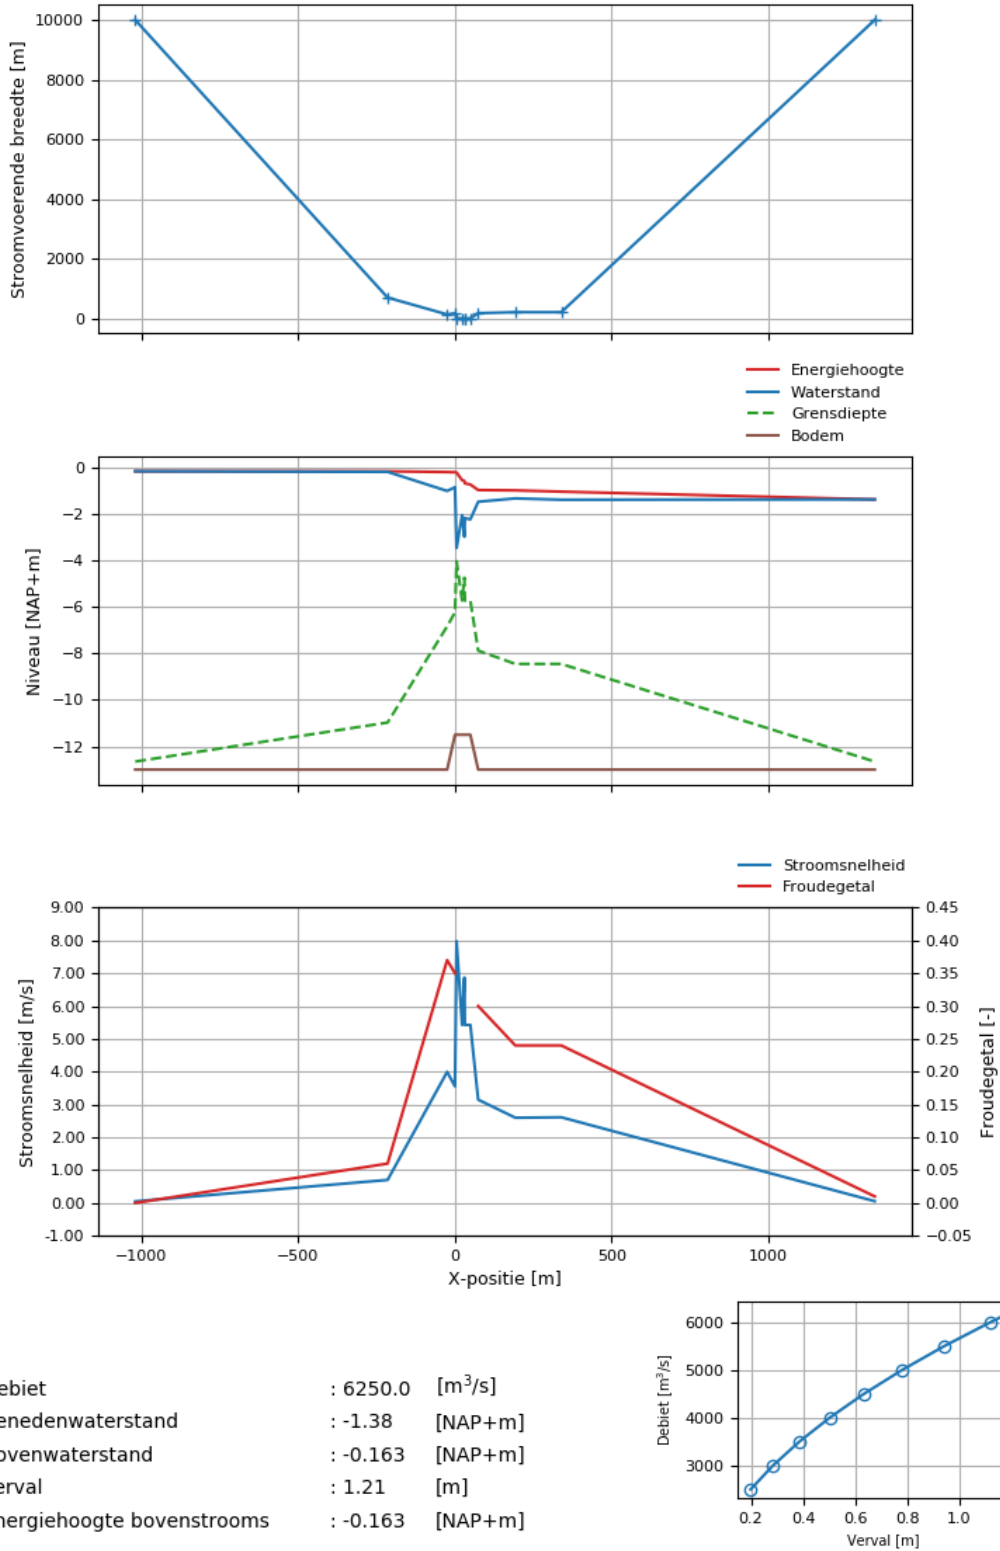 Stroomvoerende breedte [m]
10000
8000
6000
4000
2000
0
Energiehoogte
Waterstand
Grensdiepte
Bodem
Niveau [NAP+m]
0
−2
−4
−6
−8
−10
−12
Stroomsnelheid
Froudegetal
Stroomsnelheid [m/s]
9.00
8.00
7.00
6.00
5.00
4.00
3.00
2.00
1.00
0.00
-1.00
0.45
0.40
0.35
0.30
0.25
0.20
0.15
0.10
0.05
0.00
−0.05
Froudegetal [-]
−1000 −500 0 500 1000
X-positie [m]
ebiet : 6250.0 [m³/s]
enedenwaterstand : -1.38 [NAP+m]
ovenwaterstand : -0.163 [NAP+m]
erval : 1.21 [m]
nergiehoogte bovenstrooms : -0.163 [NAP+m]
Debiet [m³/s]
6000
5000
4000
3000
0.2 0.4 0.6 0.8 1.0
Verval [m]